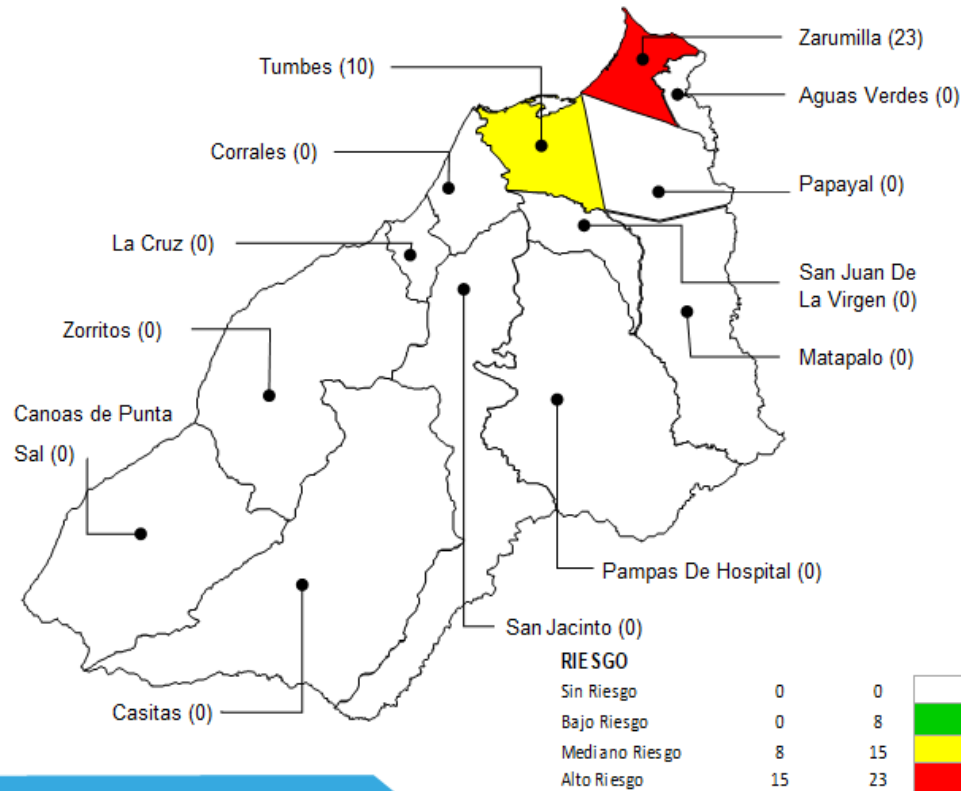 Zarumilla (23)
Tumbes (10)
Aguas Verdes (0)
Corrales (0)
Papayal (0)
La Cruz (0)
San Juan De
La Virgen (0)
Zorritos (0)
Matapalo (0)
Canoas de Punta
Sal (0)
Pampas De Hospital (0)
San Jacinto (0)
Casitas (0)
RIESGO
Sin Riesgo 0 0
Bajo Riesgo 0 8
Mediano Riesgo 8 15
Alto Riesgo 15 23